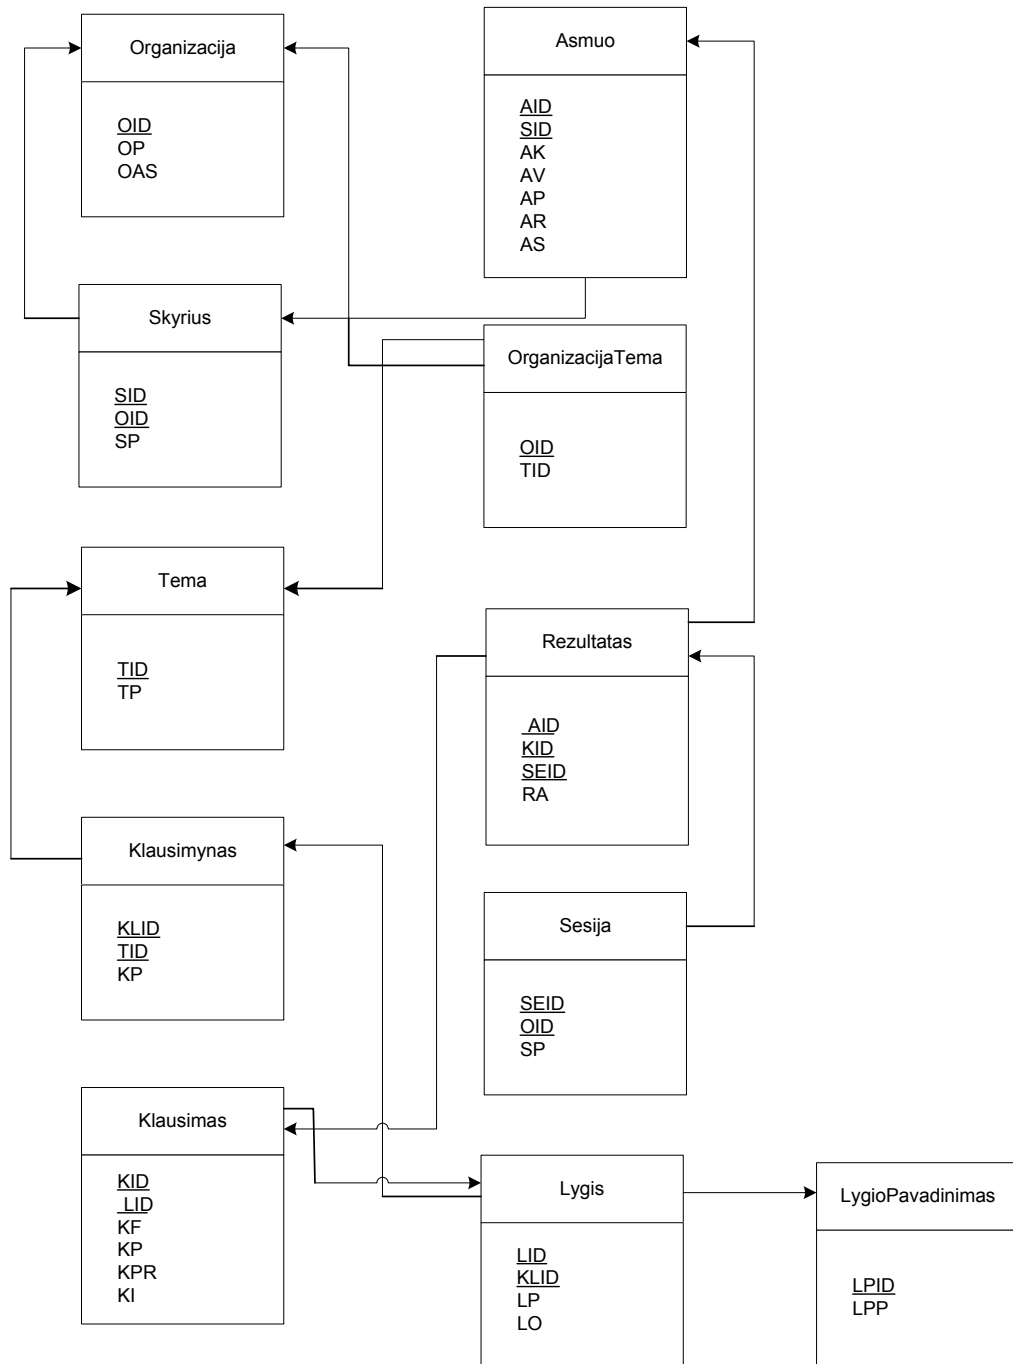 Organizacija
OID
OP
OAS
Asmuo
AID
SID
AK
AV
AP
AR
AS
Skyrius
SID
OID
SP
OrganizacijaTema
OID
TID
Tema
TID
TP
Rezultatas
AID
KID
SEID
RA
Klausimynas
KLID
TID
KP
Sesija
SEID
OID
SP
Klausimas
KID
LID
KF
KP
KPR
KI
Lygis
LID
KLID
LP
LO
LygioPavadinimas
LPID
LPP